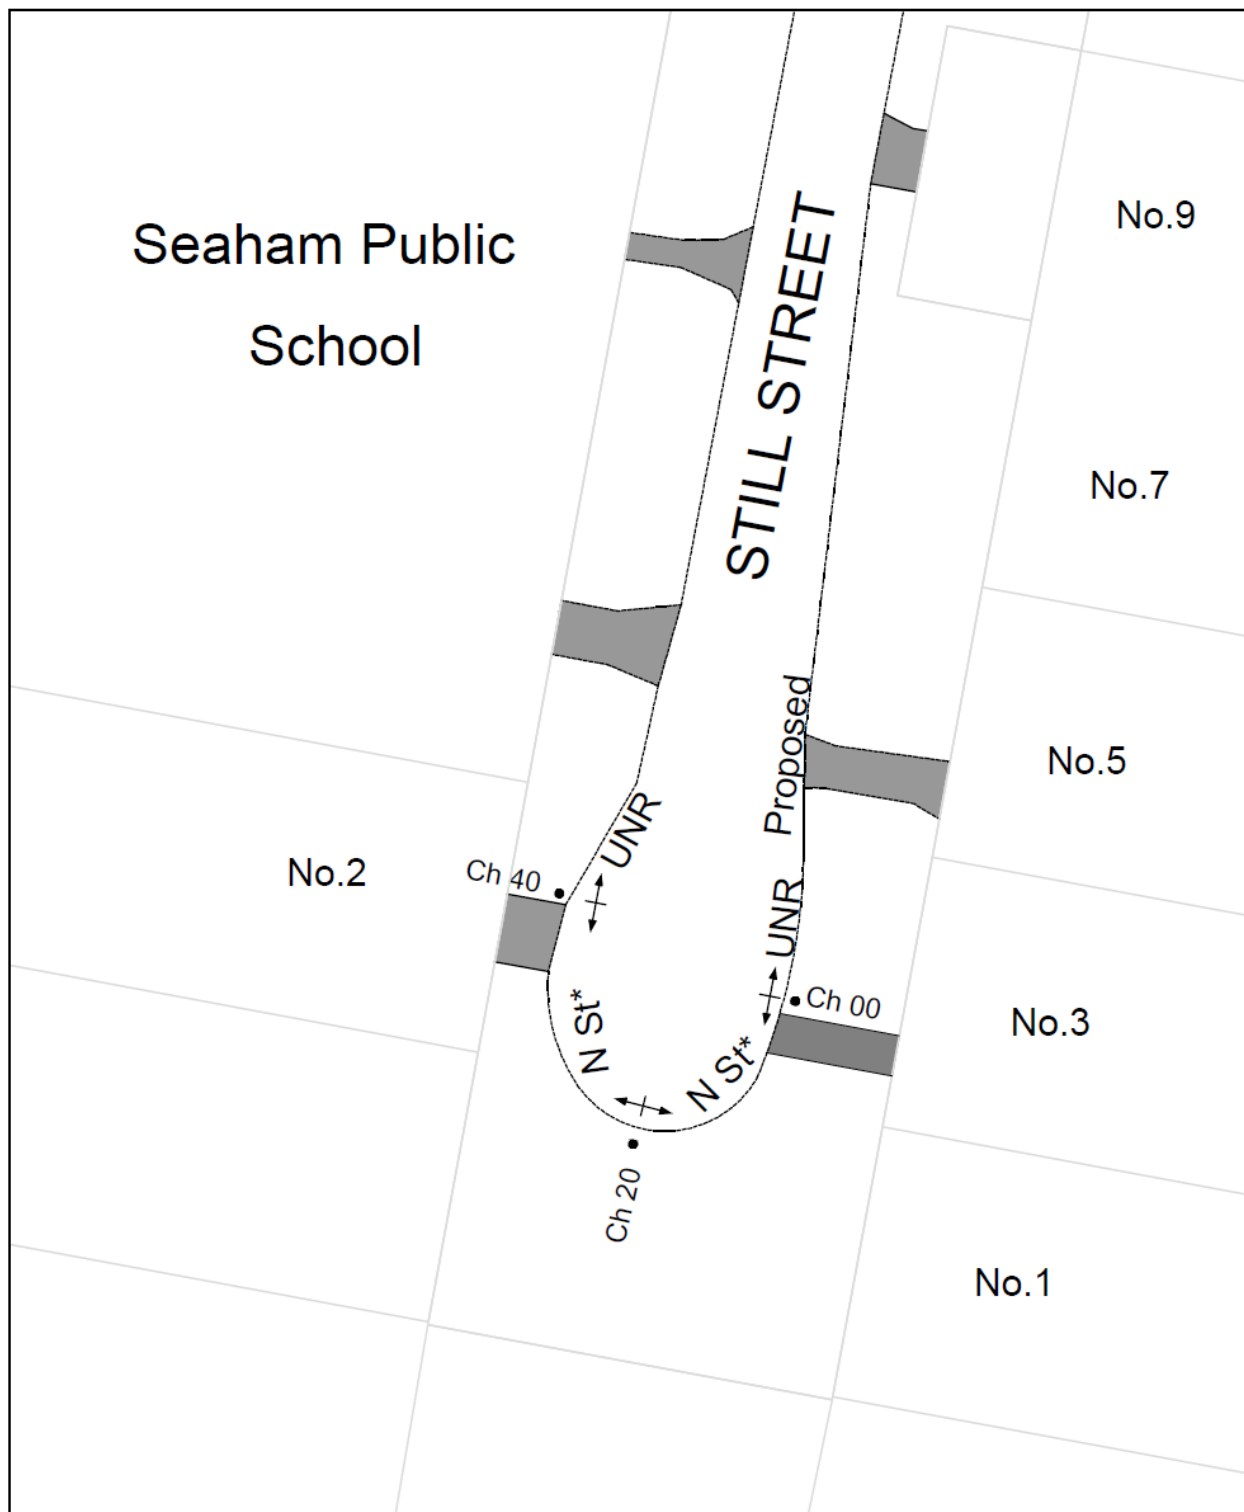 Seaham Public
School
STILL STREET
No.9
No.7
No.5
Proposed
UNR
UNR
No.2
Ch 40
Ch 00
No.3
N St*
N St*
Ch 20
No.1